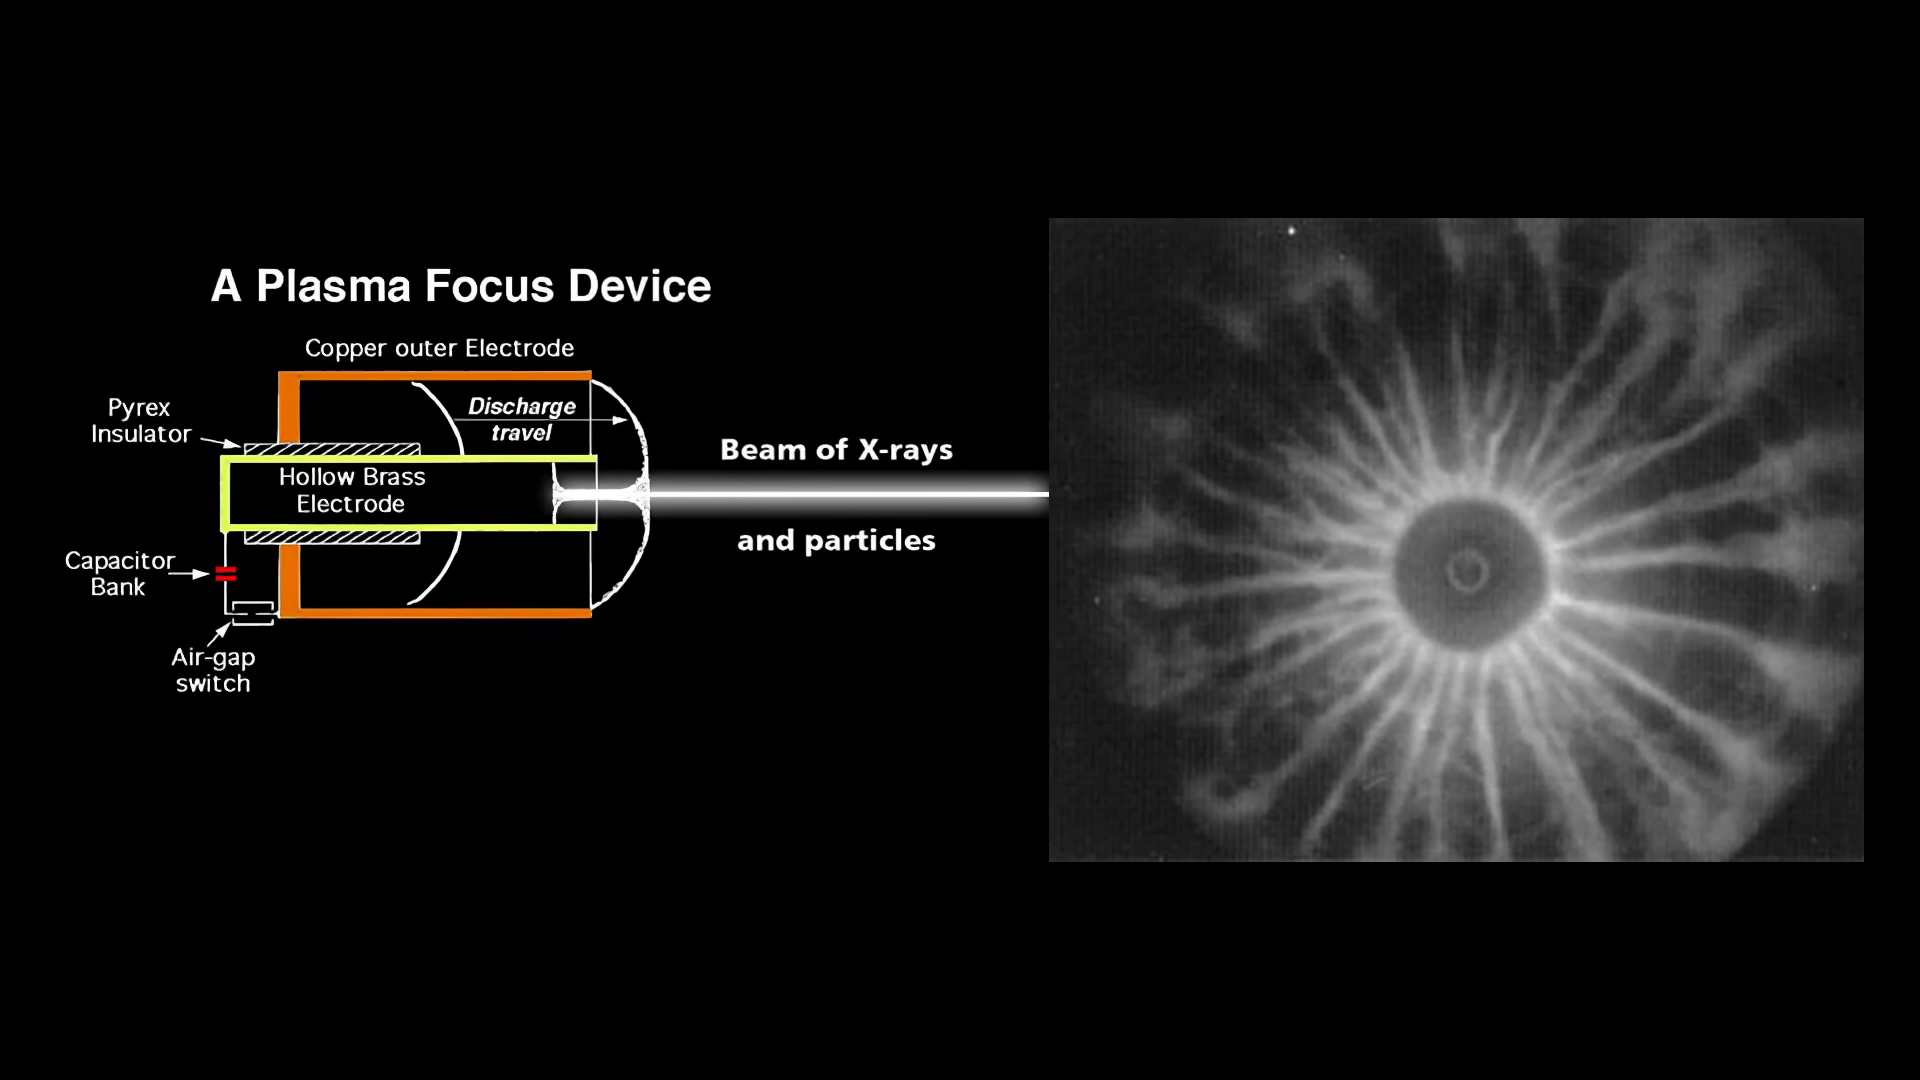 A Plasma Focus Device
Copper outer Electrode
Pyrex
Insulator
Discharge
travel
Hollow Brass
Electrode
Beam of X-rays
and particles
Capacitor
Bank
Air-gap
switch